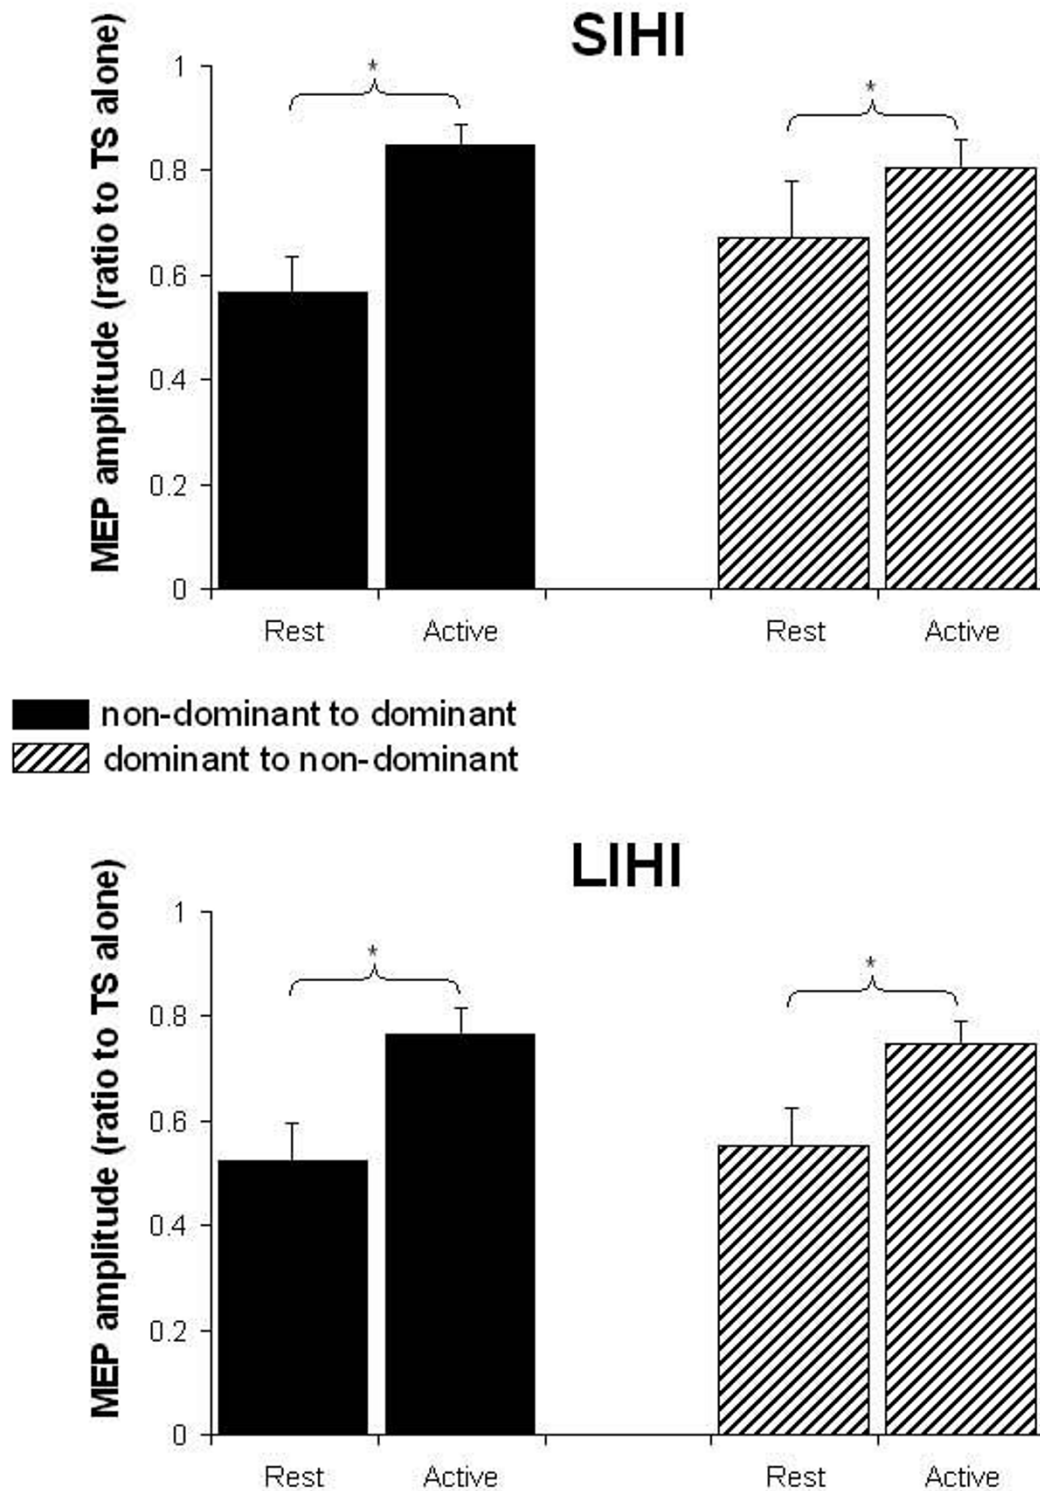 SIHI
MEP amplitude (ratio to TS alone)
1
0.8
0.6
0.4
0.2
0
*
*
Rest Active Rest Active
non-dominant to dominant
dominant to non-dominant
LIHI
MEP amplitude (ratio to TS alone)
1
0.8
0.6
0.4
0.2
0
*
*
Rest Active Rest Active